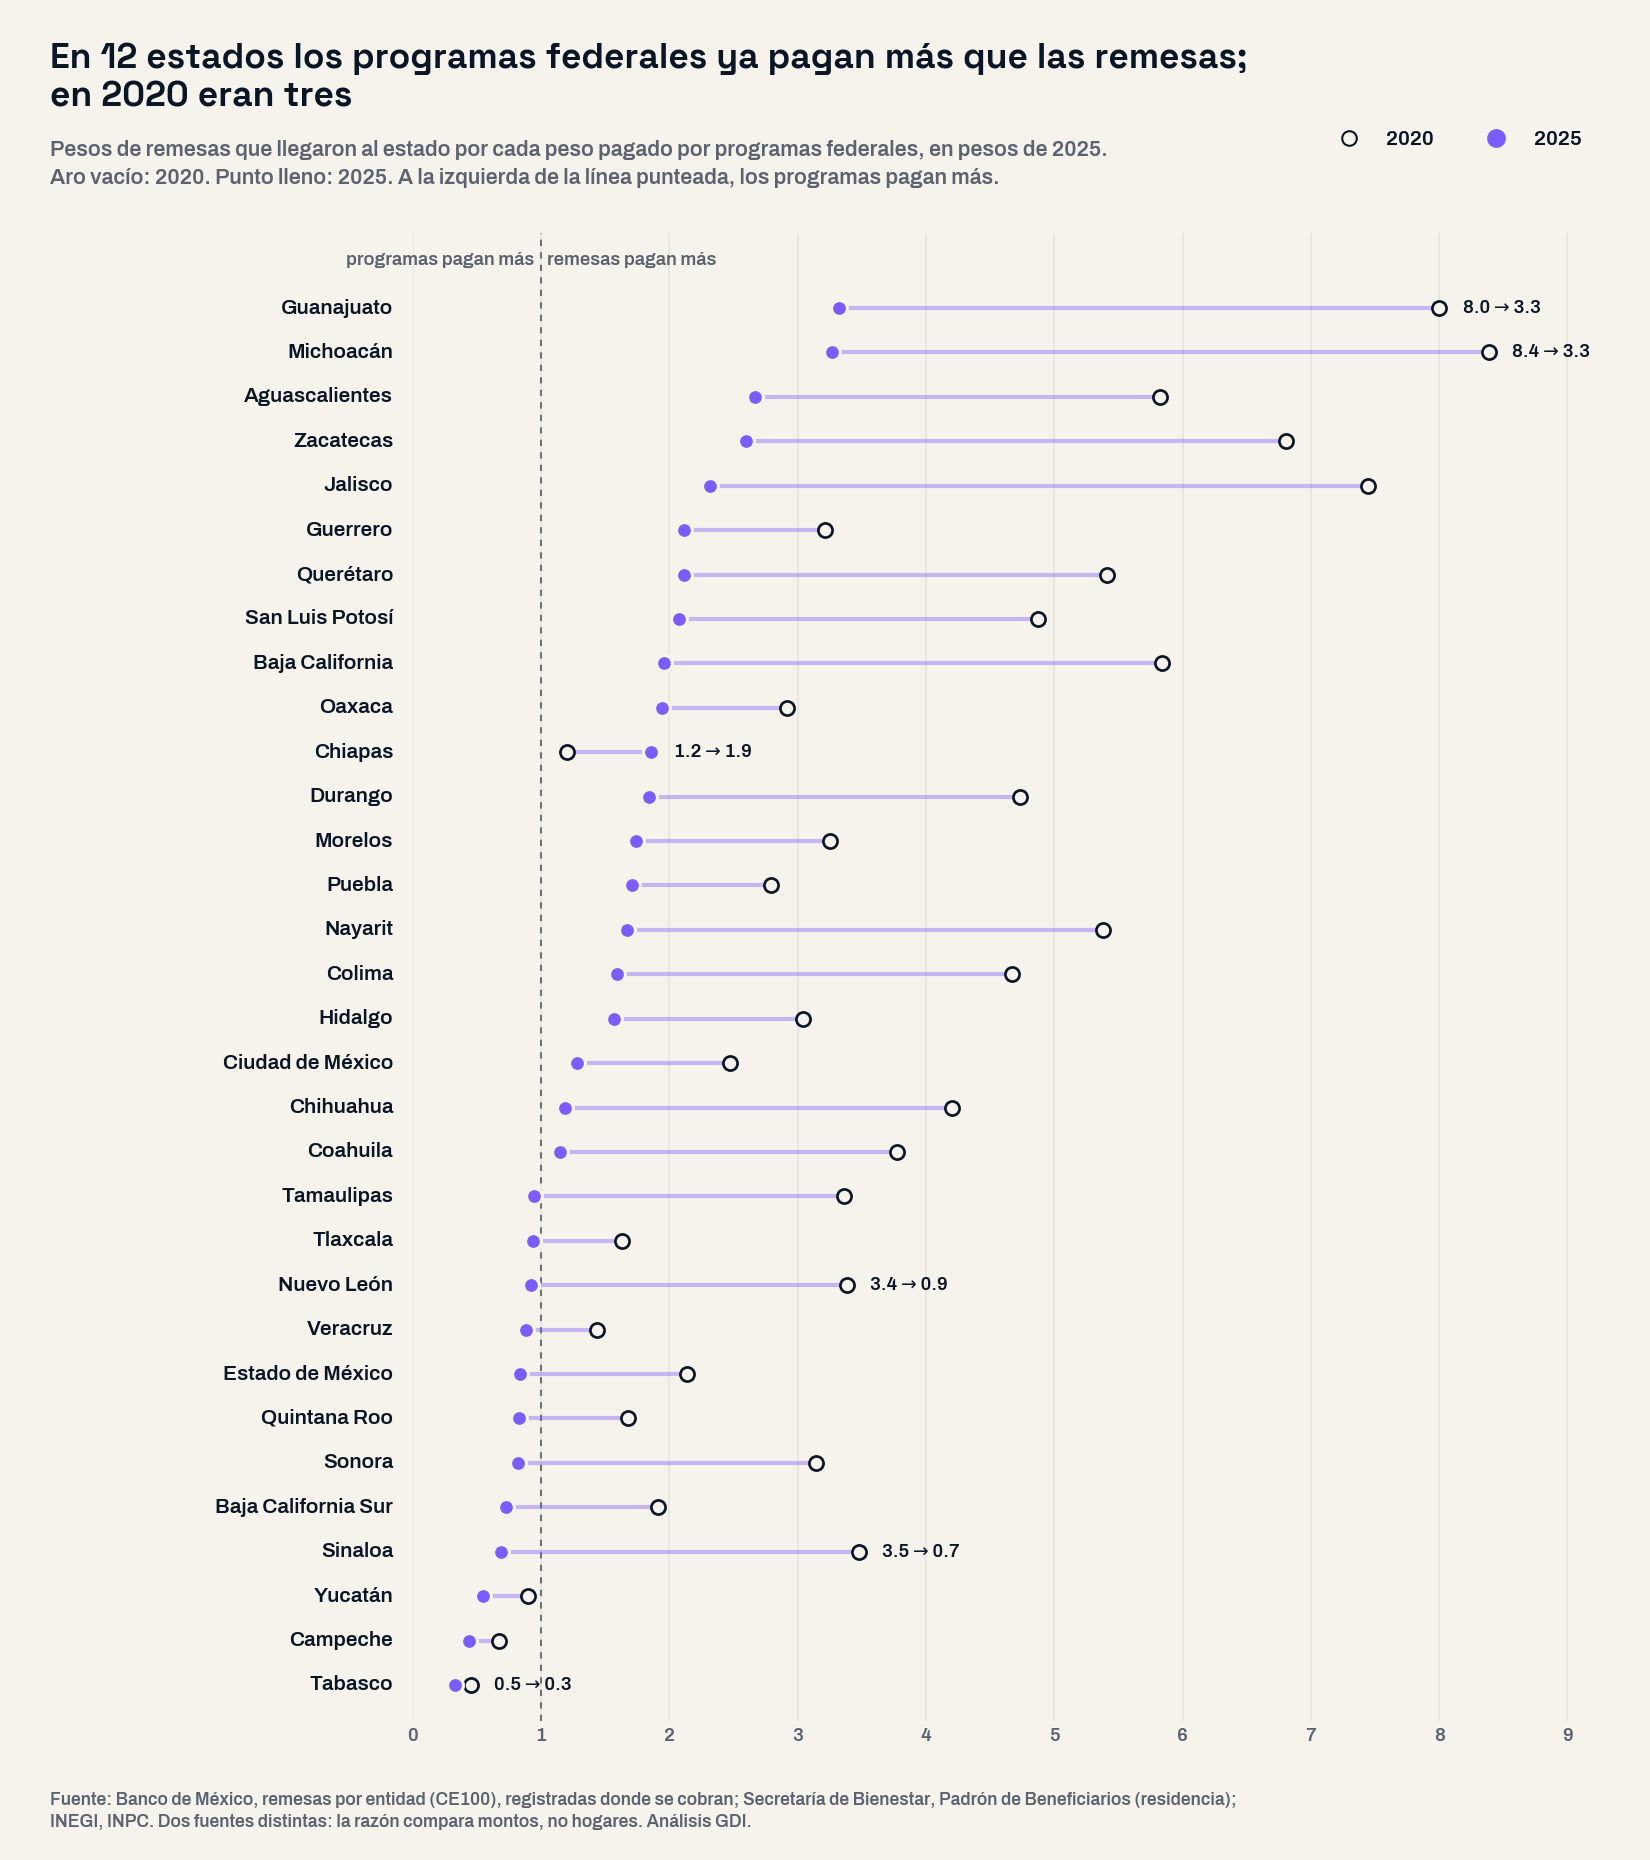 En 12 estados los programas federales ya pagan más que las remesas;
en 2020 eran tres
Pesos de remesas que llegaron al estado por cada peso pagado por programas federales, en pesos de 2025.
Aro vacío: 2020. Punto lleno: 2025. A la izquierda de la línea punteada, los programas pagan más.
2020 2025
programas pagan más remesas pagan más
Guanajuato 8.0→3.3
Michoacán 8.4→3.3
Aguascalientes
Zacatecas
Jalisco
Guerrero
Querétaro
San Luis Potosí
Baja California
Oaxaca
Chiapas 1.2→1.9
Durango
Morelos
Puebla
Nayarit
Colima
Hidalgo
Ciudad de México
Chihuahua
Coahuila
Tamaulipas
Tlaxcala
Nuevo León 3.4→0.9
Veracruz
Estado de México
Quintana Roo
Sonora
Baja California Sur
Sinaloa 3.5→0.7
Yucatán
Campeche
Tabasco 0.5→0.3
0 1 2 3 4 5 6 7 8 9
Fuente: Banco de México, remesas por entidad (CE100), registradas donde se cobran; Secretaría de Bienestar, Padrón de Beneficiarios (residencia);
INEGI, INPC. Dos fuentes distintas: la razón compara montos, no hogares. Análisis GDI.